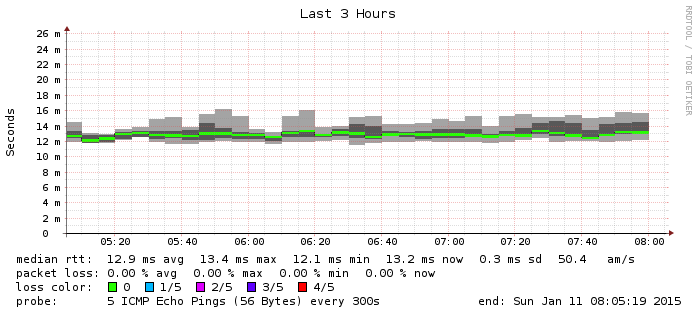 Last 3 Hours
RRDTOOL / TOBI OETIKER
Seconds
26 m
24 m
22 m
20 m
18 m
16 m
14 m
12 m
10 m
8 m
6 m
4 m
2 m
0
05:20 05:40 06:00 06:20 06:40 07:00 07:20 07:40 08:00
median rtt: 12.9 ms avg 13.4 ms max 12.1 ms min 13.2 ms now 0.3 ms sd 50.4 am/s
packet loss: 0.00 % avg 0.00 % max 0.00 % min 0.00 % now
loss color: 0 1/5 2/5 3/5 4/5
probe: 5 ICMP Echo Pings (56 Bytes) every 300s end: Sun Jan 11 08:05:19 2015